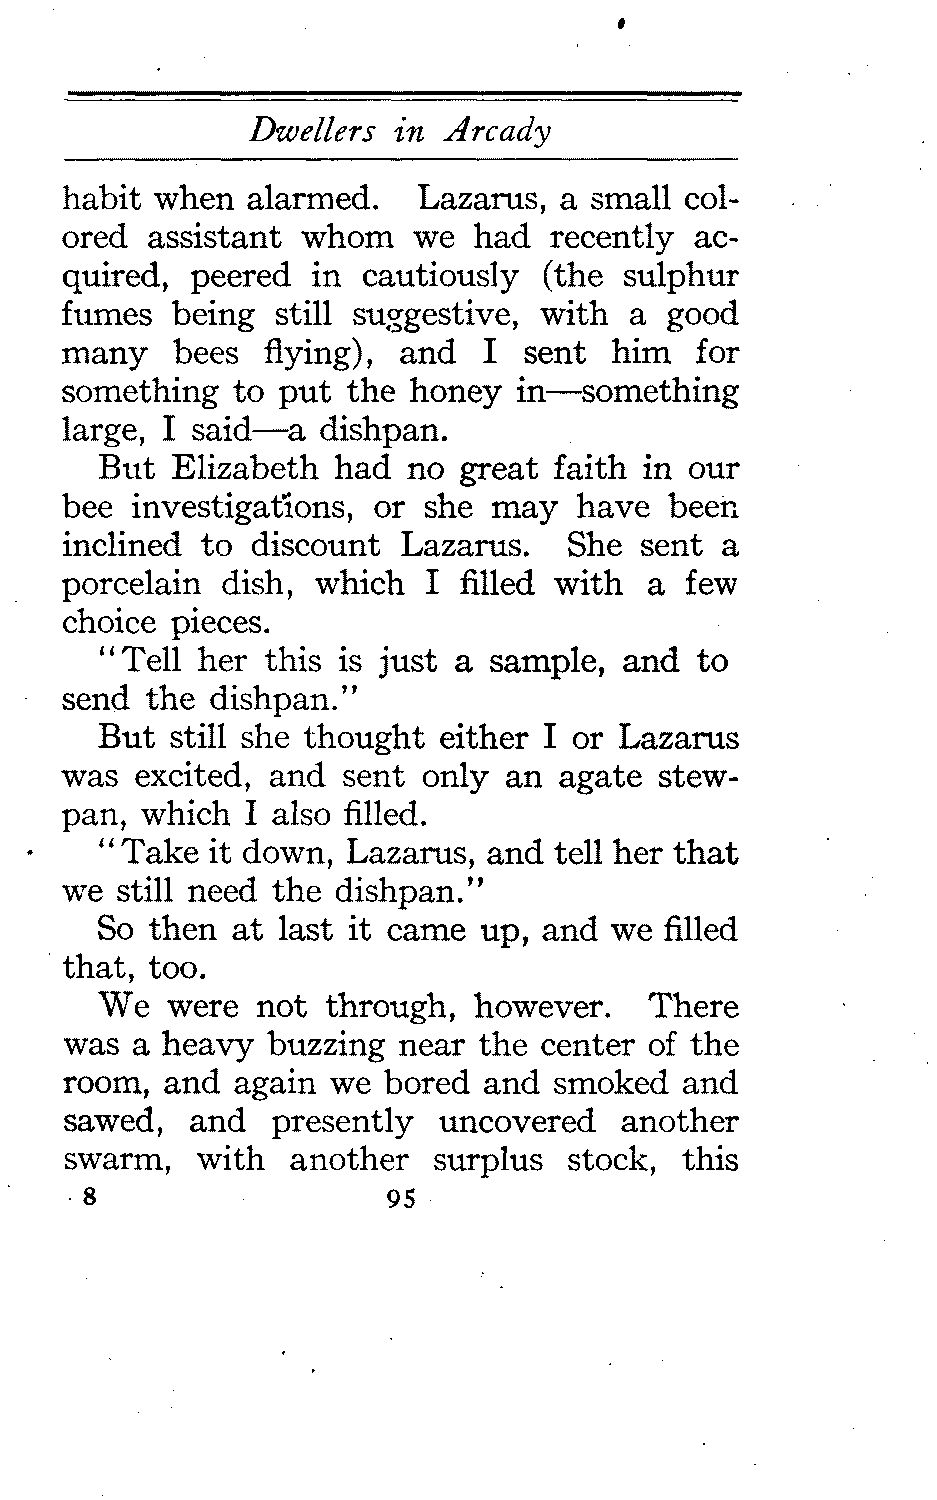 Dwellers in Arcady
habit when alarmed. Lazarus, a small col-
ored assistant whom we had recently ac-
quired, peered in cautiously (the sulphur
fumes being still suggestive, with a good
many bees flying), and I sent him for
something to put the honey in—something
large, I said—a dishpan.
But Elizabeth had no great faith in our
bee investigations, or she may have been
inclined to discount Lazarus. She sent a
porcelain dish, which I filled with a few
choice pieces.
"Tell her this is just a sample, and to
send the dishpan."
But still she thought either I or Lazarus
was excited, and sent only an agate stew-
pan, which I also filled.
"Take it down, Lazarus, and tell her that
we still need the dishpan."
So then at last it came up, and we filled
that, too.
We were not through, however. There
was a heavy buzzing near the center of the
room, and again we bored and smoked and
sawed, and presently uncovered another
swarm, with another surplus stock, this
8 95